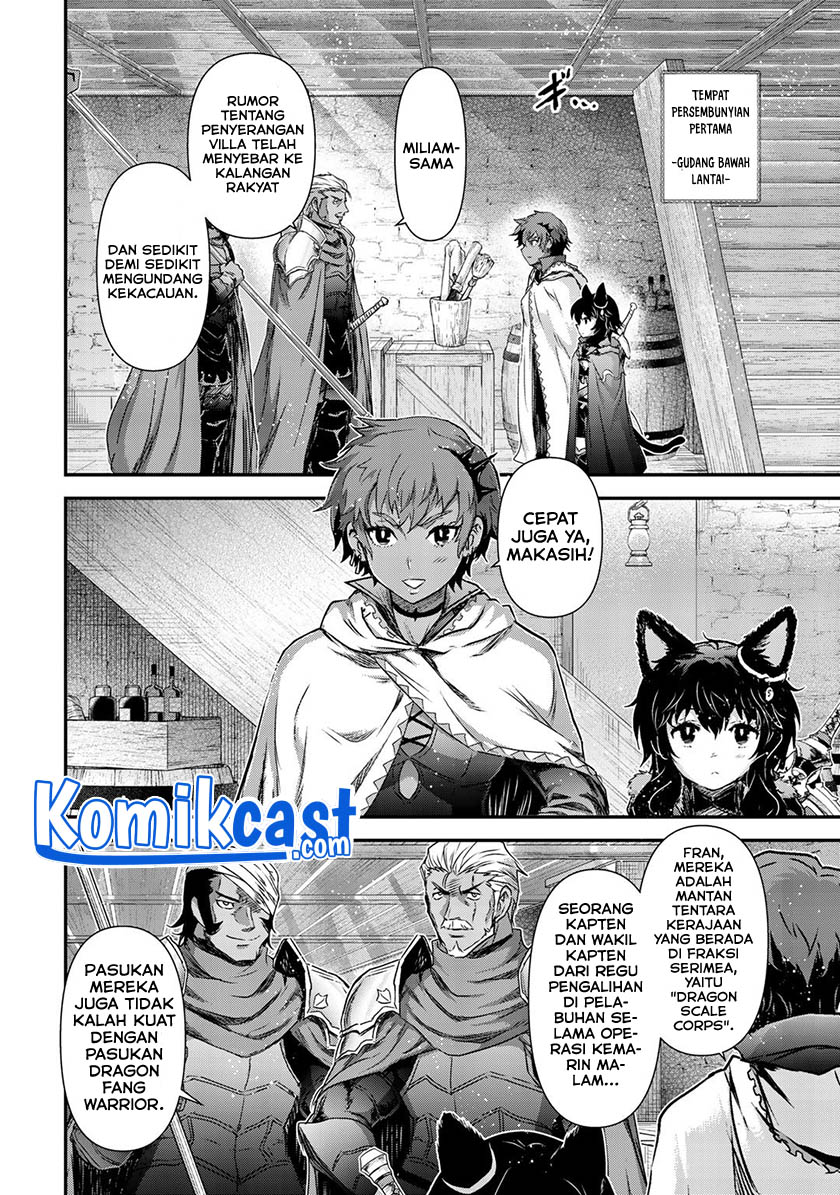 TEMPAT
PERSEMBUNYIAN
PERTAMA
-GUDANG BAWAH
LANTAI-
ギ...
MILIAM-
SAMA
RUMOR
TENTANG
PENYERANGAN
VILLA TELAH
MENYEBAR KE
KALANGAN
RAKYAT
DAN SEDIKIT
DEMI SEDIKIT
MENGUNDANG
KEKACAUAN.
CEPAT
JUGA YA,
MAKASIH!
Komikcast
.com
FRAN,
MEREKA
ADALAH
MANTAN
TENTARA
KERAJAAN
YANG BERADA
DI FRAKSI
SERIMEA,
YAITU
"DRAGON
SCALE
CORPS".
SEORANG
KAPTEN
DAN WAKIL
KAPTEN
DARI REGU
PENGALIHAN
DI PELA-
BUHAN SE-
LAMA OPE-
RASI KEMA-
RIN MA-
LAM...
PASUKAN
MEREKA
JUGA TIDAK
KALAH KUAT
DENGAN
PASUKAN
DRAGON
FANG
WARRIOR.